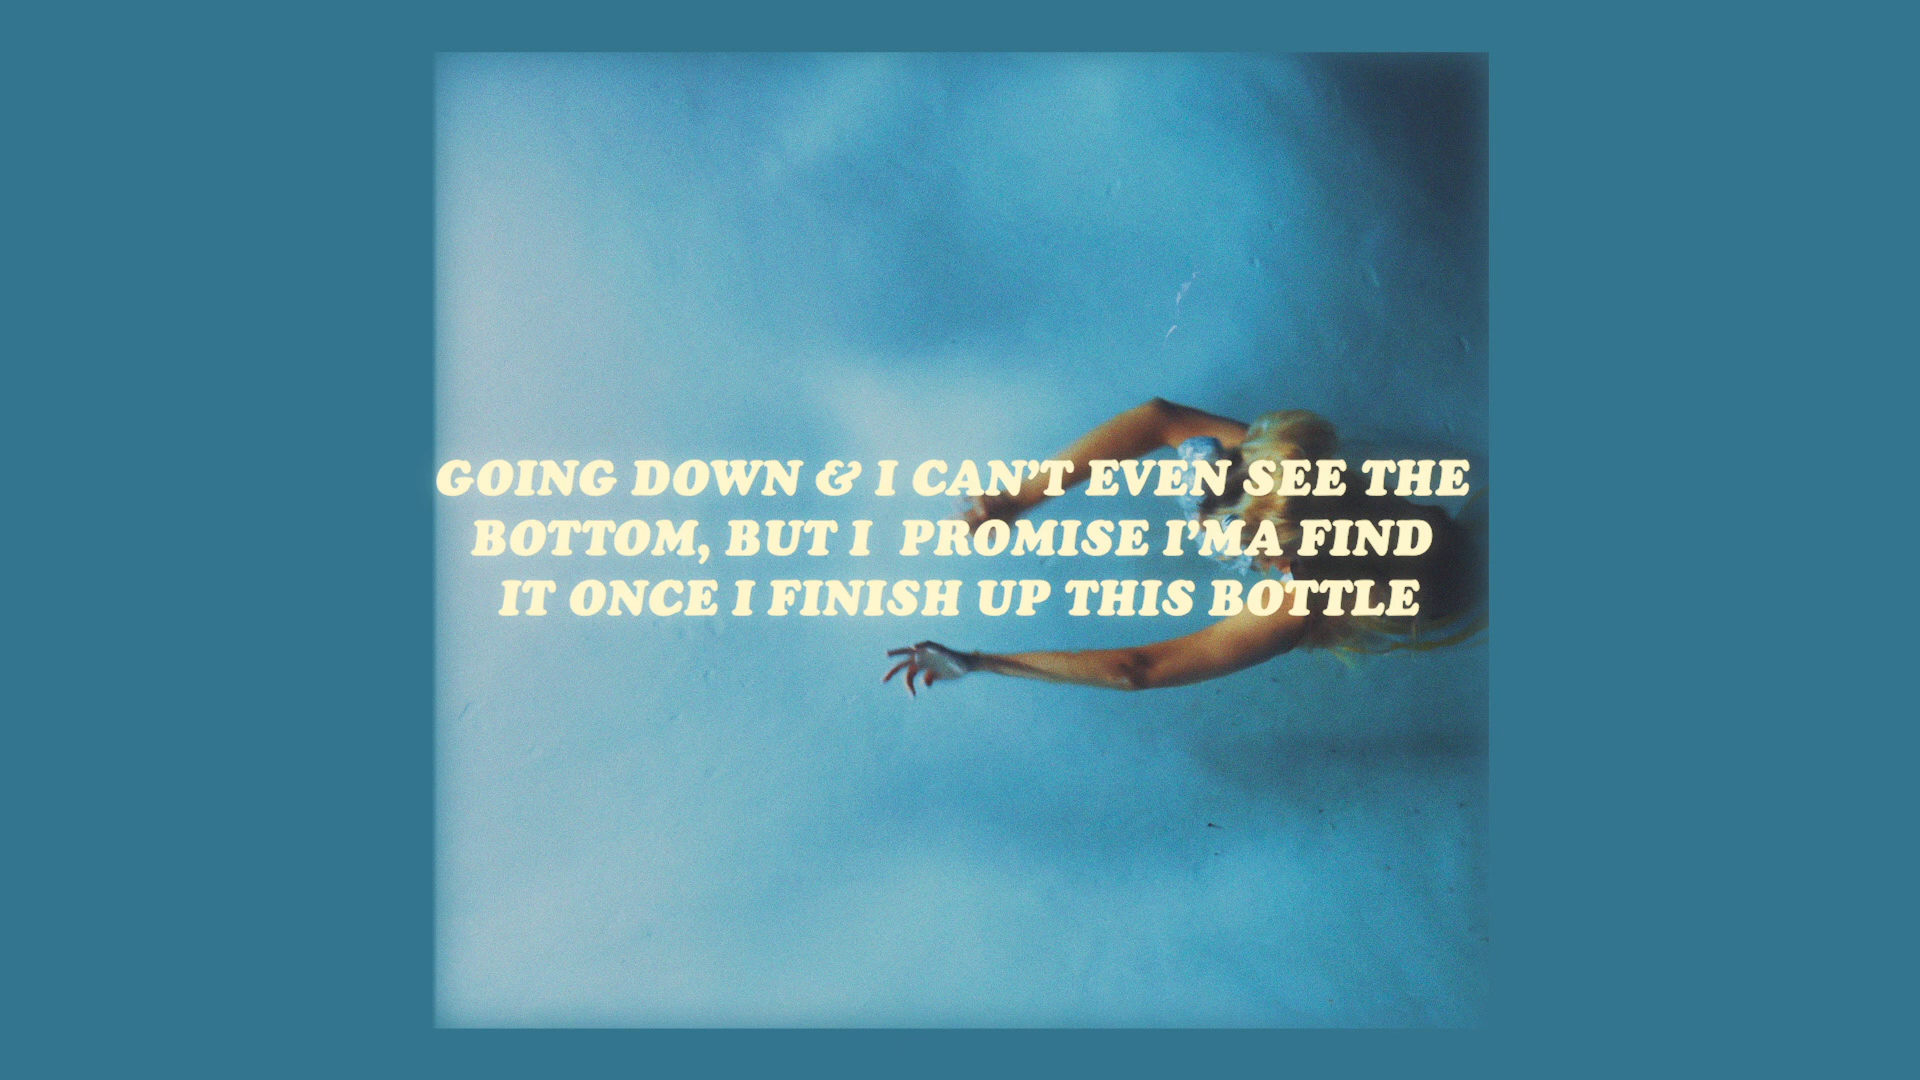 GOING DOWN & I CAN'T EVEN SEE THE
BOTTOM, BUT I PROMISE I'MA FIND
IT ONCE I FINISH UP THIS BOTTLE